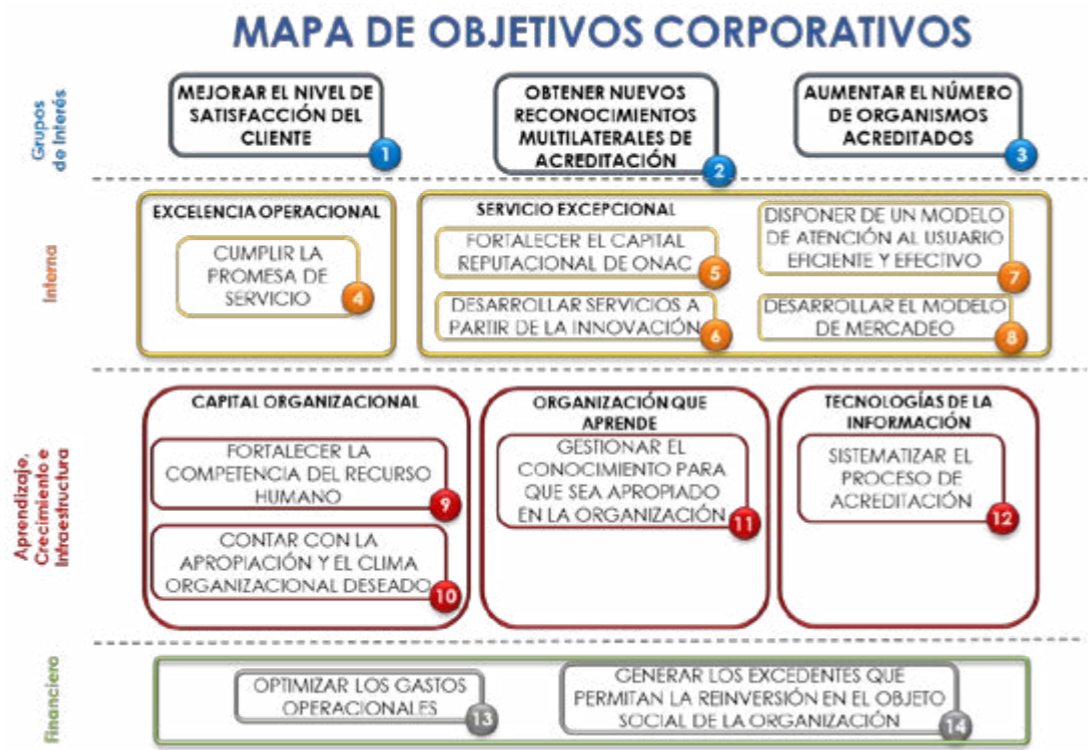 MAPA DE OBJETIVOS CORPORATIVOS
Grupos
de Interés
MEJORAR EL NIVEL DE
SATISFACCIÓN DEL
CLIENTE
1
OBTENER NUEVOS
RECONOCIMIENTOS
MULTILATERALES DE
ACREDITACIÓN
2
AUMENTAR EL NÚMERO
DE ORGANISMOS
ACREDITADOS
3
Interna
EXCELENCIA OPERACIONAL
CUMPLIR LA
PROMESA DE
SERVICIO
4
SERVICIO EXCEPCIONAL
FORTALECER EL CAPITAL
REPUTACIONAL DE ONAC
5
DESARROLLAR SERVICIOS A
PARTIR DE LA INNOVACIÓN
6
DISPONER DE UN MODELO
DE ATENCIÓN AL USUARIO
EFICIENTE Y EFECTIVO
7
DESARROLLAR EL MODELO
DE MERCADEO
8
Aprendizaje,
Crecimiento e
Infraestructura
CAPITAL ORGANIZACIONAL
FORTALECER LA
COMPETENCIA DEL RECURSO
HUMANO
9
CONTAR CON LA
APROPIACIÓN Y EL CLIMA
ORGANIZACIONAL DESEADO
10
ORGANIZACIÓN QUE
APRENDE
GESTIONAR EL
CONOCIMIENTO PARA
QUE SEA APROPIADO
EN LA ORGANIZACIÓN
11
TECNOLOGÍAS DE LA
INFORMACIÓN
SISTEMATIZAR EL
PROCESO DE
ACREDITACIÓN
12
Financiero
OPTIMIZAR LOS GASTOS
OPERACIONALES
13
GENERAR LOS EXCEDENTES QUE
PERMITAN LA REINVERSIÓN EN EL OBJETO
SOCIAL DE LA ORGANIZACIÓN
14